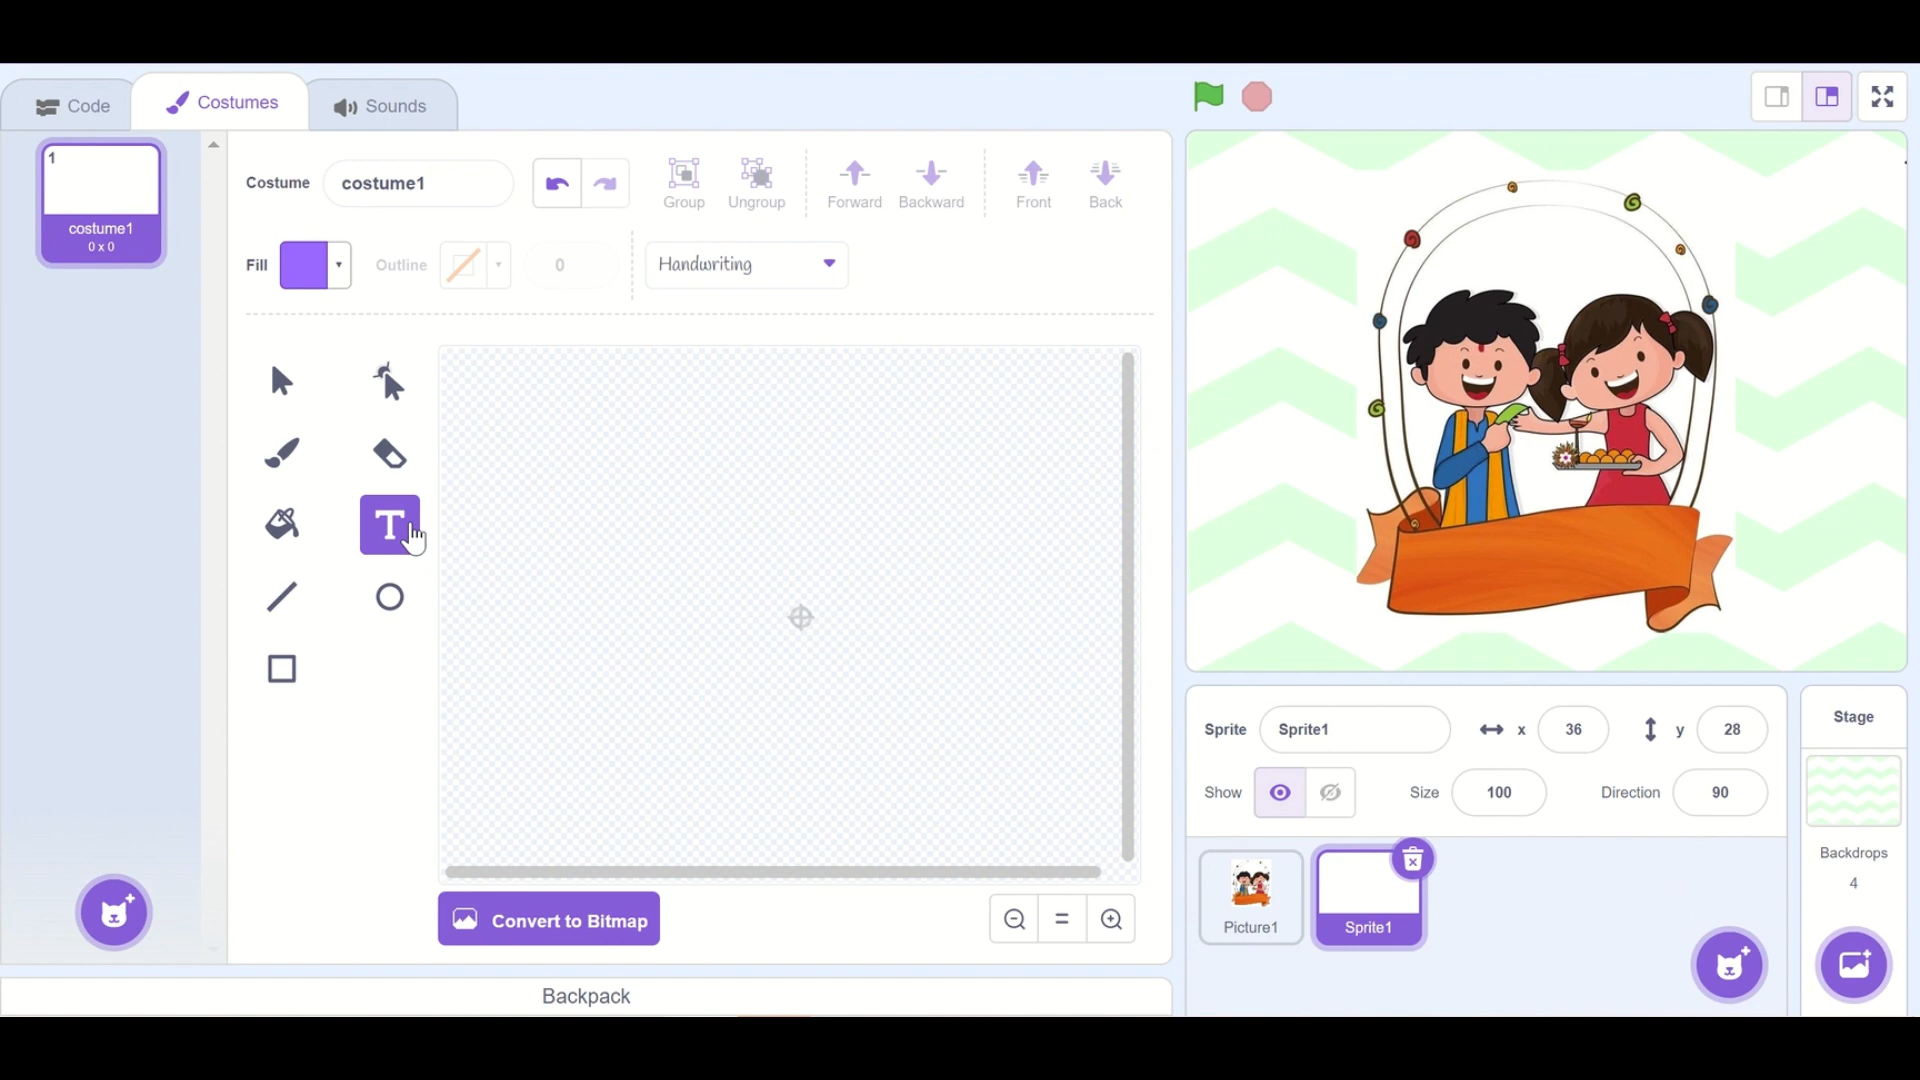 Code
Costumes
Sounds
1
costume1
0 x 0
Costume
costume1
Group
Ungroup
Forward
Backward
Front
Back
Fill
Outline
0
Handwriting
T
Convert to Bitmap
Backpack
Sprite
Sprite1
x
36
y
28
Show
Size
100
Direction
90
Picture1
Sprite1
Stage
Backdrops
4